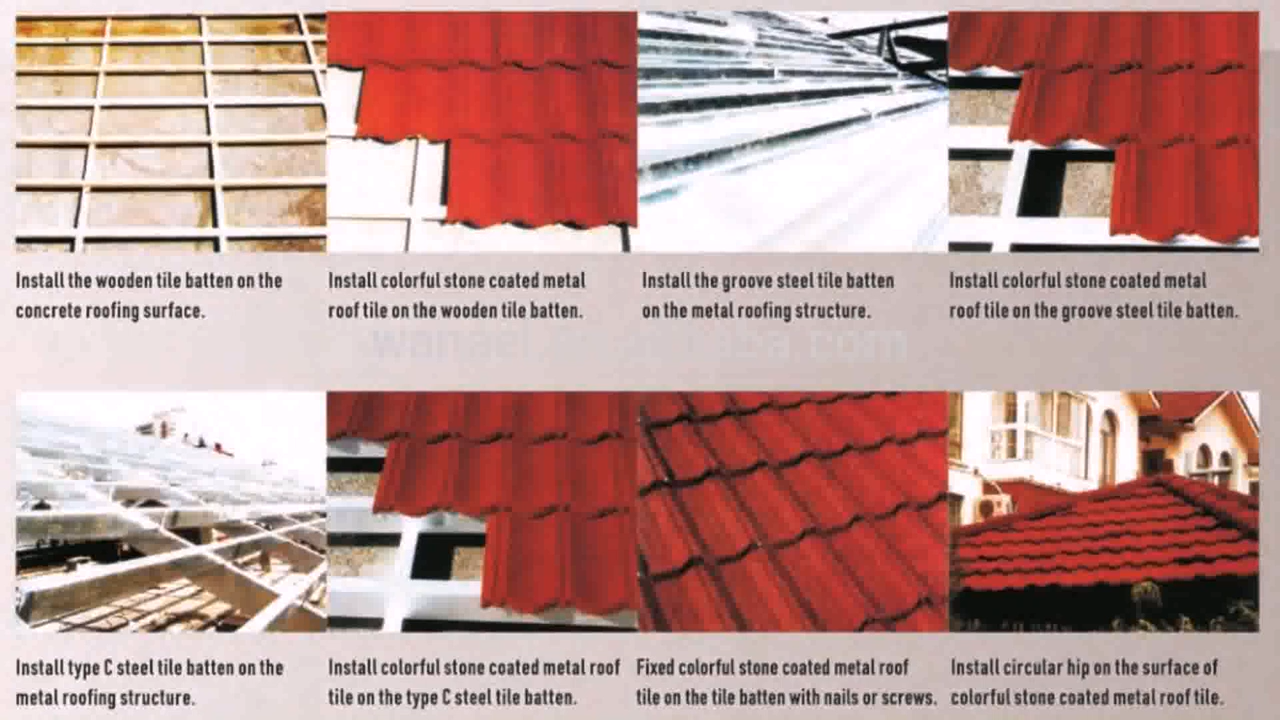 Install the wooden tile batten on the
concrete roofing surface.
Install colorful stone coated metal
roof tile on the wooden tile batten.
Install the groove steel tile batten
on the metal roofing structure.
Install colorful stone coated metal
roof tile on the groove steel tile batten.
Install type C steel tile batten on the
metal roofing structure.
Install colorful stone coated metal roof
tile on the type C steel tile batten.
Fixed colorful stone coated metal roof
tile on the tile batten with nails or screws.
Install circular hip on the surface of
colorful stone coated metal roof tile.